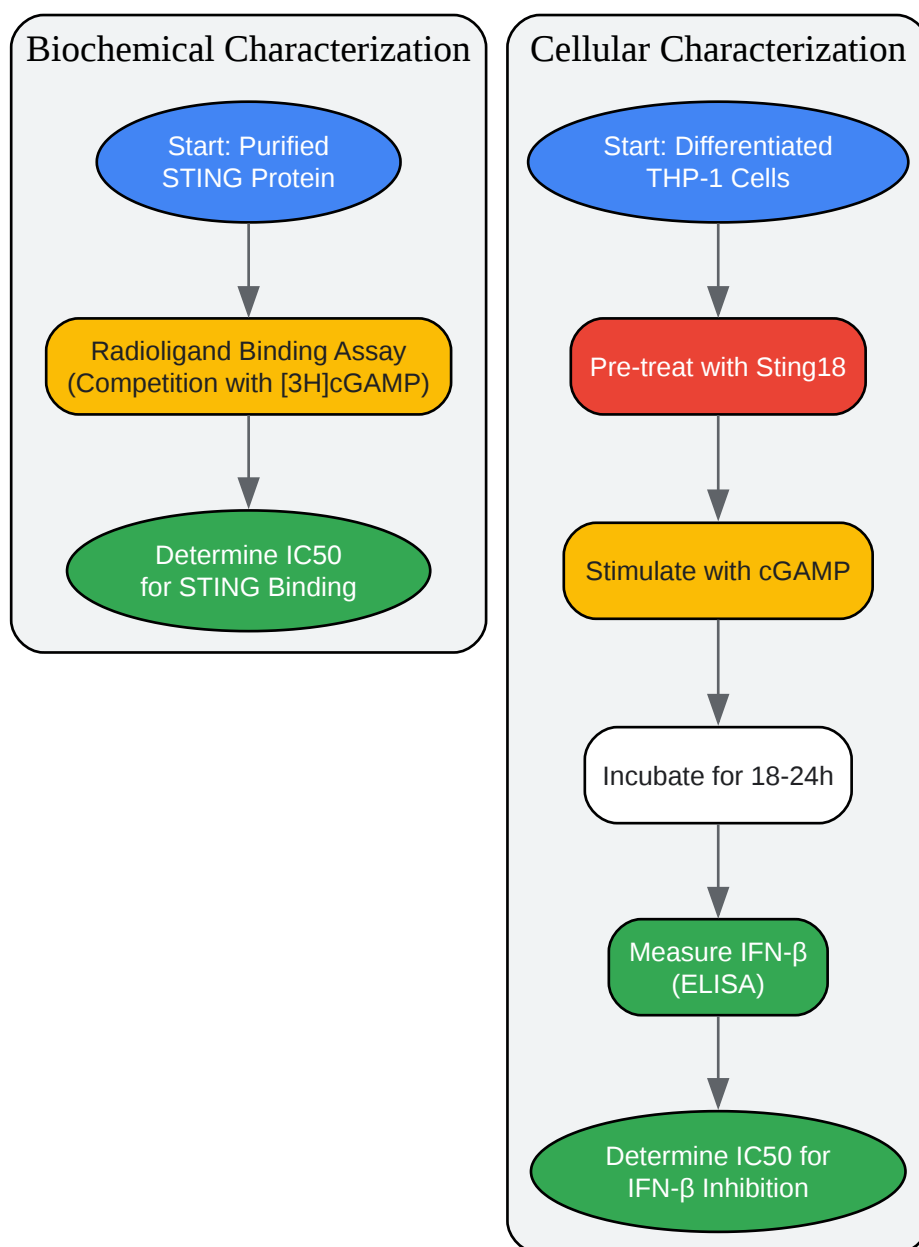 Biochemical Characterization
Start: Purified
STING Protein
Radioligand Binding Assay
(Competition with [3H]cGAMP)
Determine IC50
for STING Binding
Cellular Characterization
Start: Differentiated
THP-1 Cells
Pre-treat with Sting18
Stimulate with cGAMP
Incubate for 18-24h
Measure IFN-β
(ELISA)
Determine IC50 for
IFN-β Inhibition